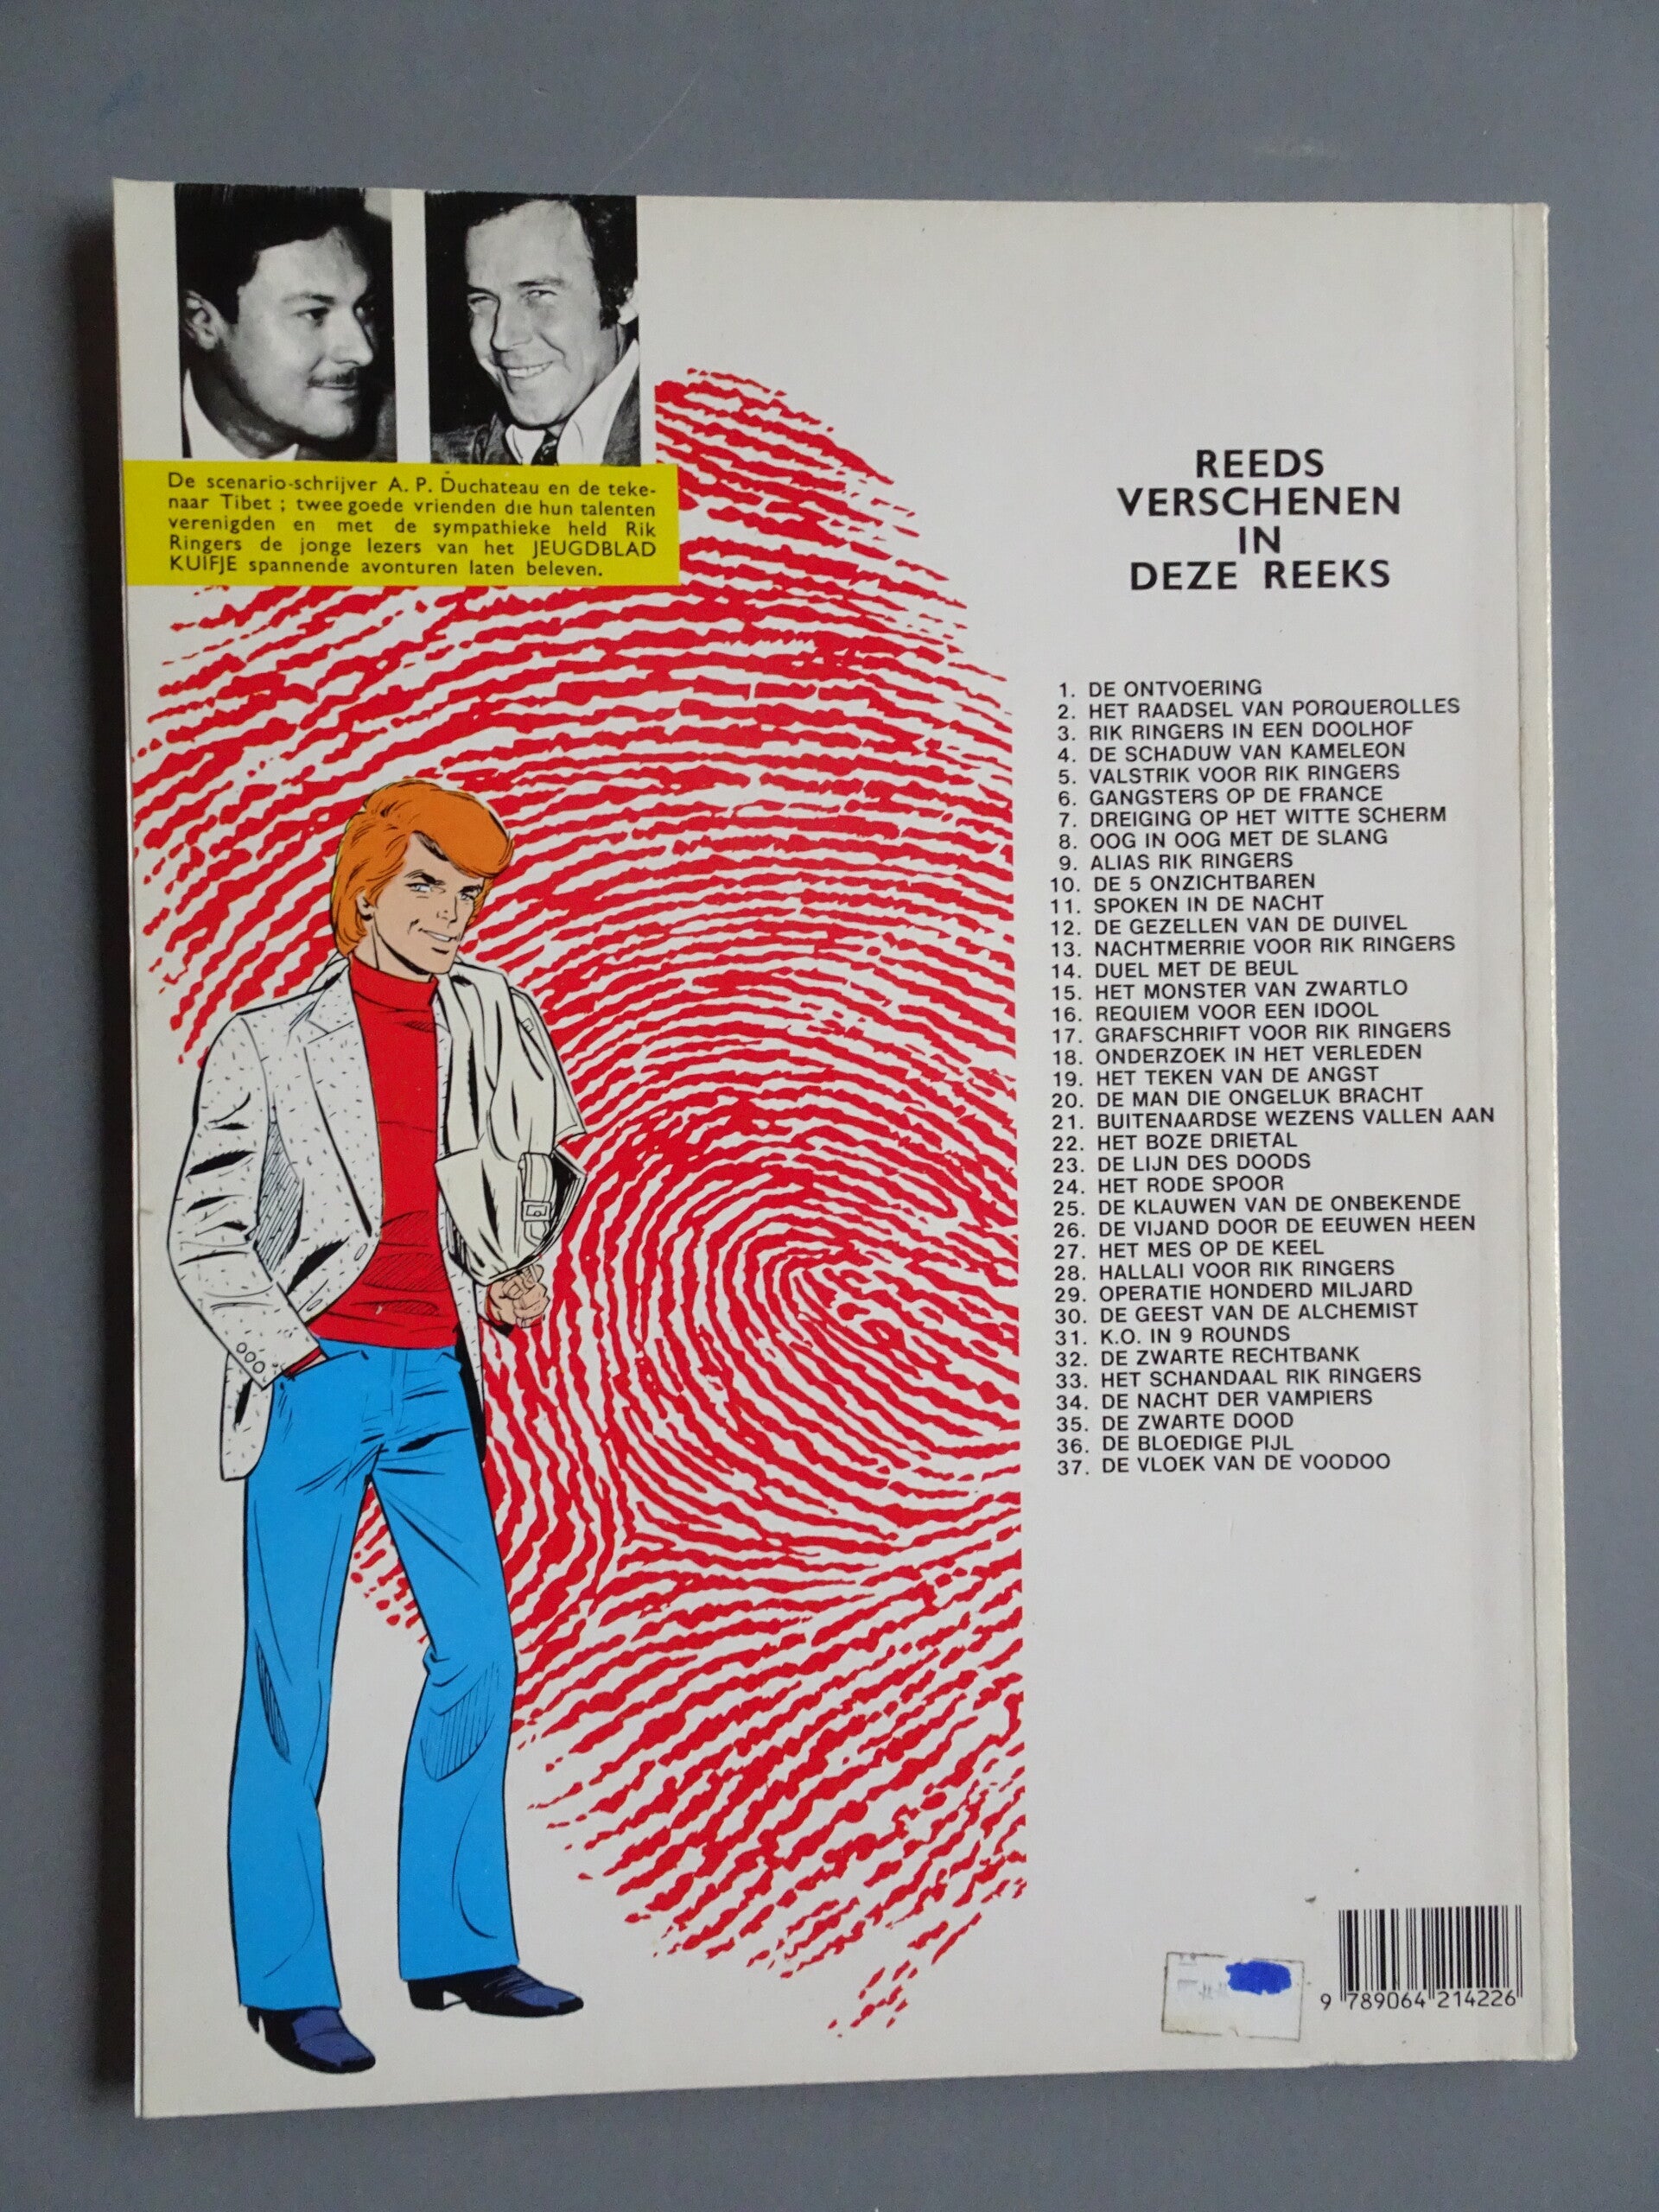 De scenario-schrijver A. P. Duchateau en de teke-
naar Tibet ; twee goede vrienden die hun talenten
verenigden en met de sympathieke held Rik
Ringers de jonge lezers van het JEUGDBLAD
KUIFJE spannende avonturen laten beleven.
REEDS
VERSCHENEN
IN
DEZE REEKS
1. DE ONTVOERING
2. HET RAADSEL VAN PORQUEROLLES
3. RIK RINGERS IN EEN DOOLHOF
4. DE SCHADUW VAN KAMELEON
5. VALSTRIK VOOR RIK RINGERS
6. GANGSTERS OP DE FRANCE
7. DREIGING OP HET WITTE SCHERM
8. OOG IN OOG MET DE SLANG
9. ALIAS RIK RINGERS
10. DE 5 ONZICHTBAREN
11. SPOKEN IN DE NACHT
12. DE GEZELLEN VAN DE DUIVEL
13. NACHTMERRIE VOOR RIK RINGERS
14. DUEL MET DE BEUL
15. HET MONSTER VAN ZWARTLO
16. REQUIEM VOOR EEN IDOOL
17. GRAFSCHRIFT VOOR RIK RINGERS
18. ONDERZOEK IN HET VERLEDEN
19. HET TEKEN VAN DE ANGST
20. DE MAN DIE ONGELUK BRACHT
21. BUITENAARDSE WEZENS VALLEN AAN
22. HET BOZE DRIETAL
23. DE LIJN DES DOODS
24. HET RODE SPOOR
25. DE KLAUWEN VAN DE ONBEKENDE
26. DE VIJAND DOOR DE EEUWEN HEEN
27. HET MES OP DE KEEL
28. HALLALI VOOR RIK RINGERS
29. OPERATIE HONDERD MILJARD
30. DE GEEST VAN DE ALCHEMIST
31. K.O. IN 9 ROUNDS
32. DE ZWARTE RECHTBANK
33. HET SCHANDAAL RIK RINGERS
34. DE NACHT DER VAMPIERS
35. DE ZWARTE DOOD
36. DE BLOEDIGE PIJL
37. DE VLOEK VAN DE VOODOO
9 789064 214226